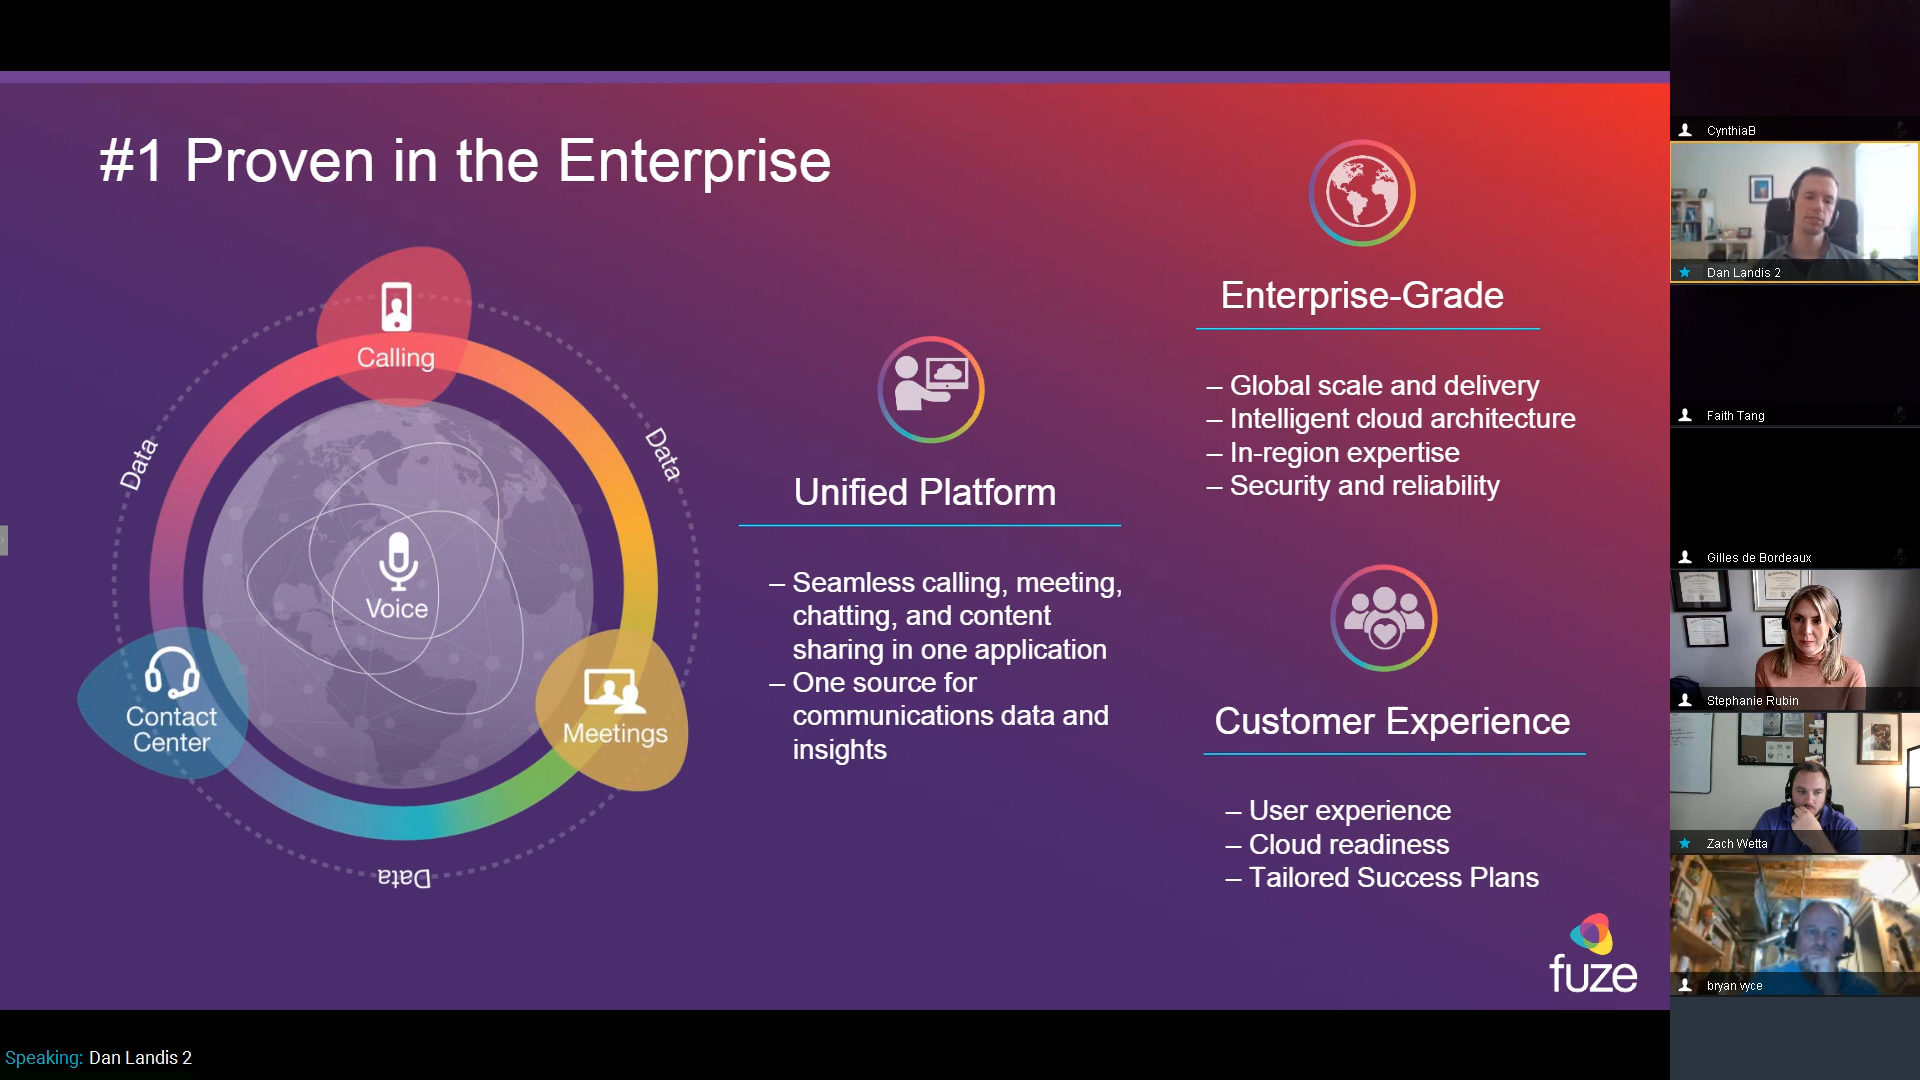 #1 Proven in the Enterprise
Calling
Data
Data
Voice
Contact
Center
Meetings
Data
Unified Platform
– Seamless calling, meeting,
chatting, and content
sharing in one application
– One source for
communications data and
insights
Enterprise-Grade
– Global scale and delivery
– Intelligent cloud architecture
– In-region expertise
– Security and reliability
Customer Experience
– User experience
– Cloud readiness
– Tailored Success Plans
fuze
CynthiaB
Dan Landis 2
Faith Tang
Gilles de Bordeaux
Stephanie Rubin
Zach Wetta
bryan vyce
Speaking: Dan Landis 2